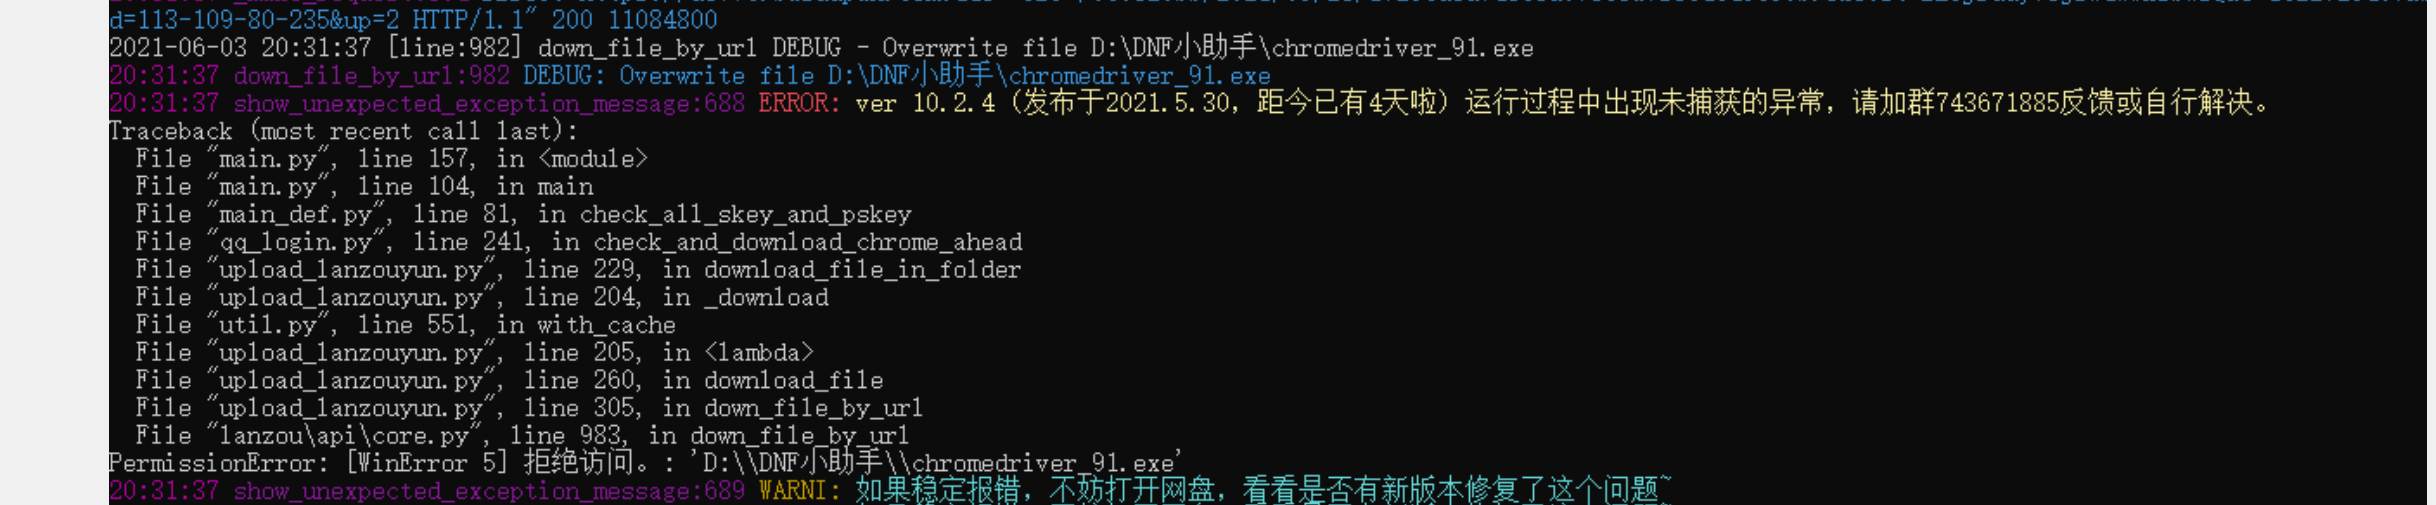 d=113-109-80-235&up=2 HTTP/1.1" 200 11084800
2021-06-03 20:31:37 [line:982] down_file_by_url DEBUG - Overwrite file D:\DNF小助手\chromedriver_91.exe
20:31:37 down_file_by_url:982 DEBUG: Overwrite file D:\DNF小助手\chromedriver_91.exe
20:31:37 show_unexpected_exception_message:688 ERROR: ver 10.2.4 (发布于2021.5.30, 距今已有4天啦) 运行过程中出现未捕获的异常，请加群743671885反馈或自行解决。
Traceback (most recent call last):
  File "main.py", line 157, in <module>
  File "main.py", line 104, in main
  File "main_def.py", line 81, in check_all_skey_and_pskey
  File "qq_login.py", line 241, in check_and_download_chrome_ahead
  File "upload_lanzouyun.py", line 229, in download_file_in_folder
  File "upload_lanzouyun.py", line 204, in _download
  File "util.py", line 551, in with_cache
  File "upload_lanzouyun.py", line 205, in <lambda>
  File "upload_lanzouyun.py", line 260, in download_file
  File "upload_lanzouyun.py", line 305, in down_file_by_url
  File "lanzou\api\core.py", line 983, in down_file_by_url
PermissionError: [WinError 5] 拒绝访问。: 'D:\\DNF小助手\\chromedriver_91.exe'
20:31:37 show_unexpected_exception_message:689 WARNI: 如果稳定报错，不妨打开网盘，看看是否有新版本修复了这个问题~